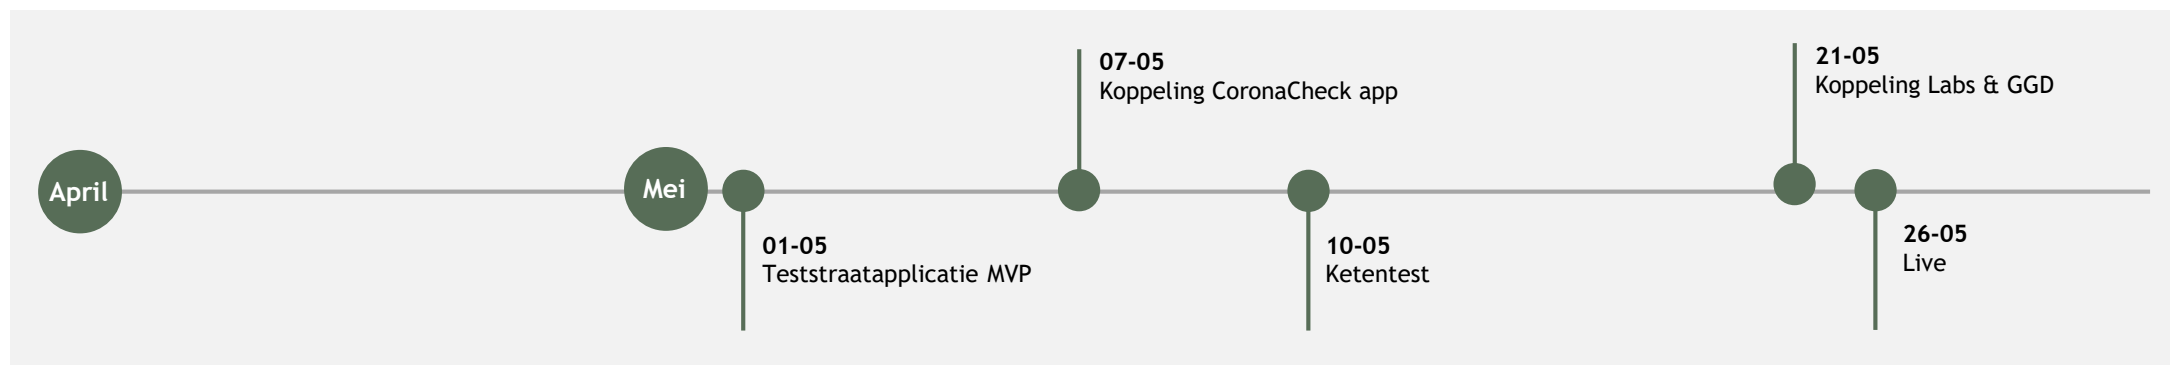 April
Mei
01-05
Teststraatapplicatie MVP
07-05
Koppeling CoronaCheck app
10-05
Ketentest
21-05
Koppeling Labs & GGD
26-05
Live